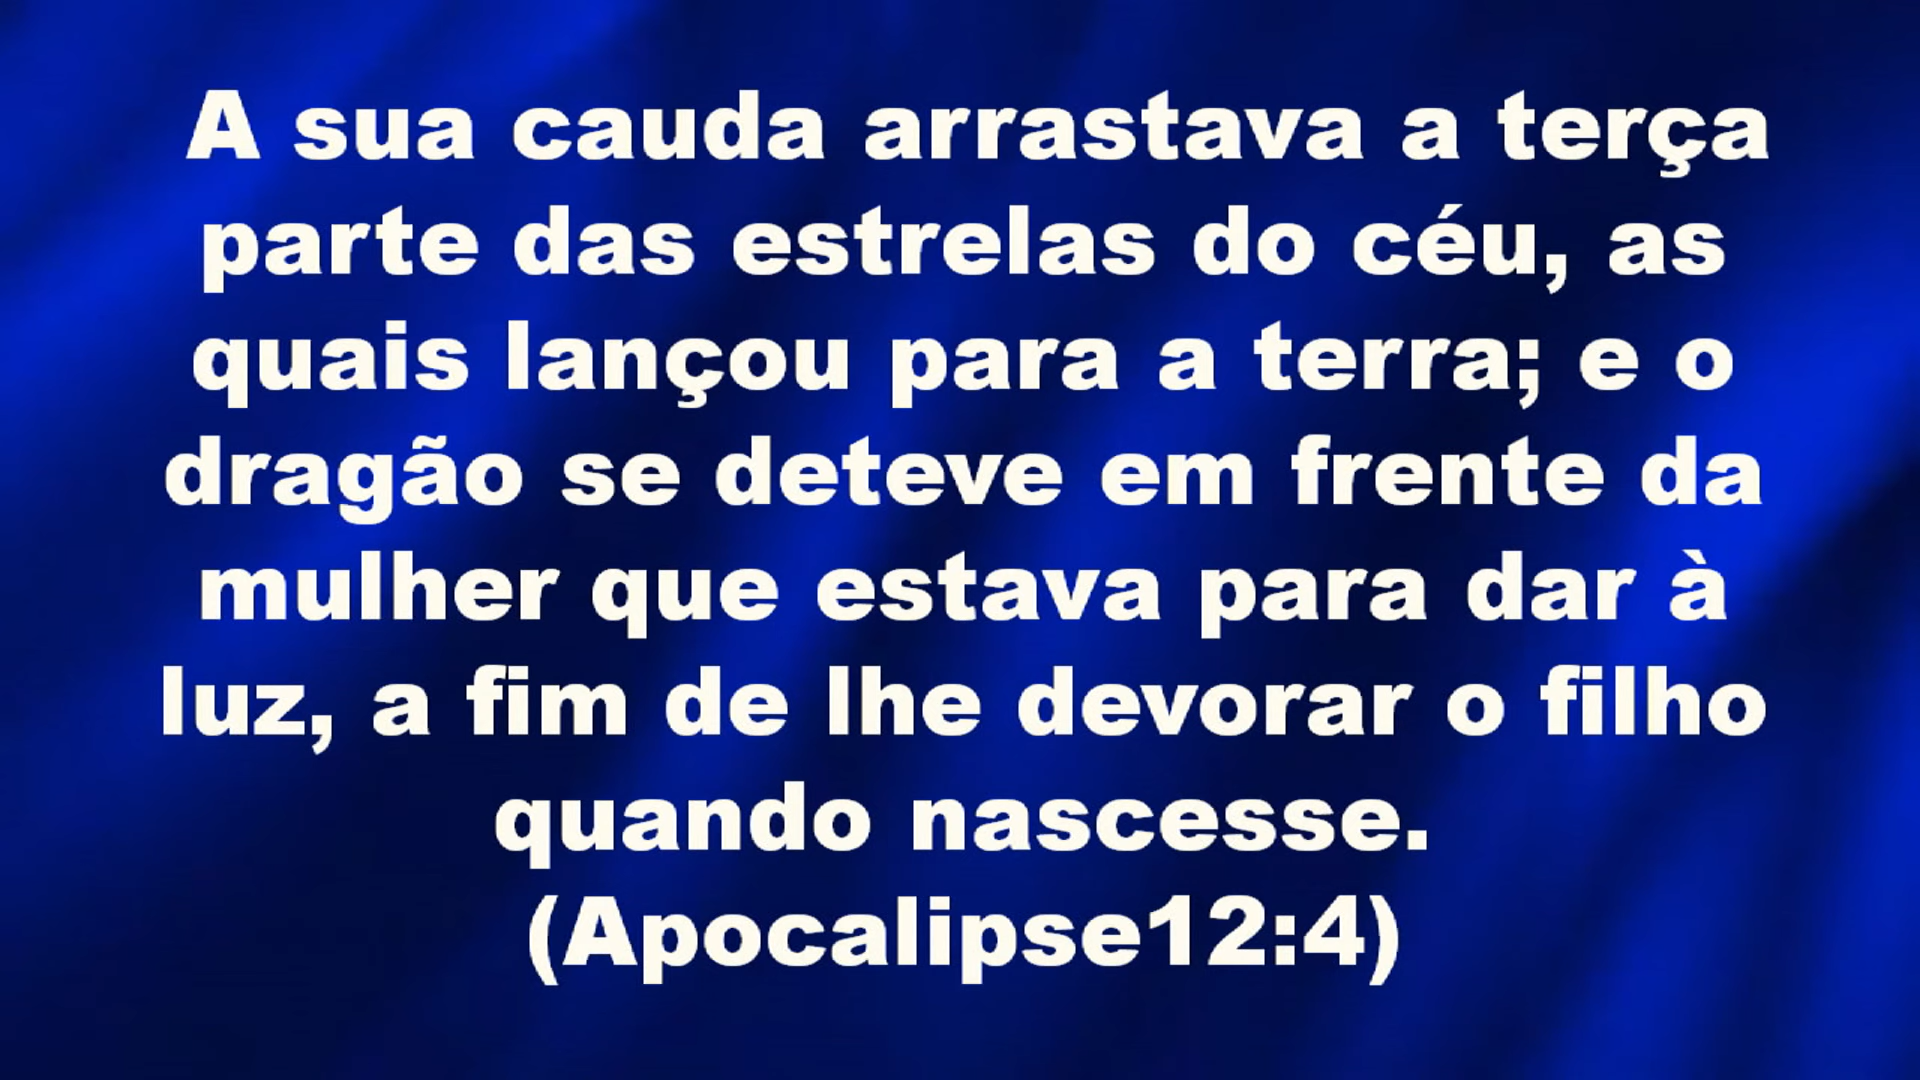 A sua cauda arrastava a terça
parte das estrelas do céu, as
quais lançou para a terra; e o
dragão se deteve em frente da
mulher que estava para dar à
luz, a fim de lhe devorar o filho
quando nascesse.
(Apocalipse12:4)